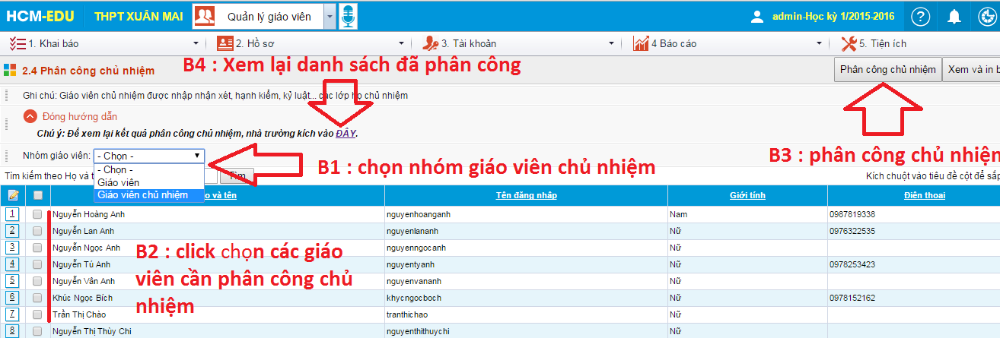 HCM-EDU THPT XUÂN MAI Quản lý giáo viên admin-Học kỳ 1/2015-2016 ?
1. Khai báo 2. Hồ sơ 3. Tài khoản 4 Báo cáo 5. Tiện ích
2.4 Phân công chủ nhiệm B4 : Xem lại danh sách đã phân công Phân công chủ nhiệm Xem và in b
Ghi chú: Giáo viên chủ nhiệm được nhập nhận xét, hạnh kiểm, kỷ luật... các lớp họ chủ nhiệm
Đóng hướng dẫn
Chú ý: Để xem lại kết quả phân công chủ nhiệm, nhà trường kích vào ĐÂY.
Nhóm giáo viên: - Chọn - B1 : chọn nhóm giáo viên chủ nhiệm B3 : phân công chủ nhiện
- Chọn -
Tìm kiếm theo Họ và t Tìm Kích chuột vào tiêu đề cột để sắp
Giáo viên
Giáo viên chủ nhiệm
ọ và tên Tên đăng nhập Giới tính Điện thoại
1 Nguyễn Hoàng Anh nguyenhoanganh Nam 0987819338
2 Nguyễn Lan Anh nguyenlananh Nữ 0976322535
3 Nguyễn Ngọc Anh nguyenngocanh Nữ
4 Nguyễn Tú Anh nguyentyanh Nữ 0978253423
5 Nguyễn Vân Anh nguyenvananh Nữ
6 Khúc Ngọc Bích khycngocboch Nữ 0978152162
7 Trần Thị Chào tranthichao Nữ
8 Nguyễn Thị Thùy Chi nguyenthithuychi Nữ
B2 : click chọn các giáo
viên cần phân công chủ
nhiệm